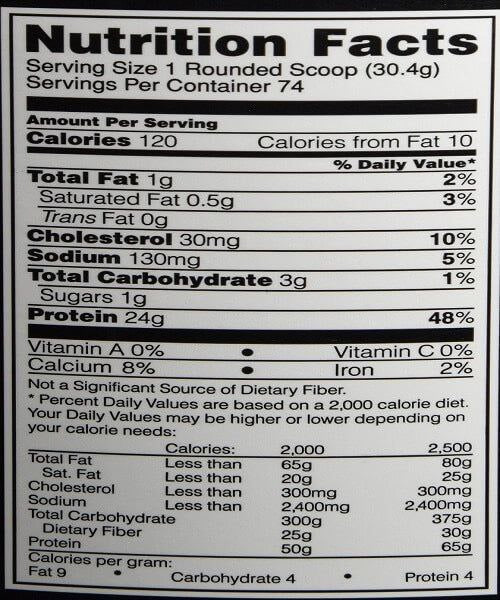 Nutrition Facts
Serving Size 1 Rounded Scoop (30.4g)
Servings Per Container 74
Amount Per Serving
Calories 120 Calories from Fat 10
% Daily Value*
Total Fat 1g 2%
Saturated Fat 0.5g 3%
Trans Fat 0g
Cholesterol 30mg 10%
Sodium 130mg 5%
Total Carbohydrate 3g 1%
Sugars 1g
Protein 24g 48%
Vitamin A 0% • Vitamin C 0%
Calcium 8% • Iron 2%
Not a Significant Source of Dietary Fiber.
* Percent Daily Values are based on a 2,000 calorie diet.
Your Daily Values may be higher or lower depending on
your calorie needs:
Calories: 2,000 2,500
Total Fat Less than 65g 80g
Sat. Fat Less than 20g 25g
Cholesterol Less than 300mg 300mg
Sodium Less than 2,400mg 2,400mg
Total Carbohydrate 300g 375g
Dietary Fiber 25g 30g
Protein 50g 65g
Calories per gram:
Fat 9 • Carbohydrate 4 • Protein 4